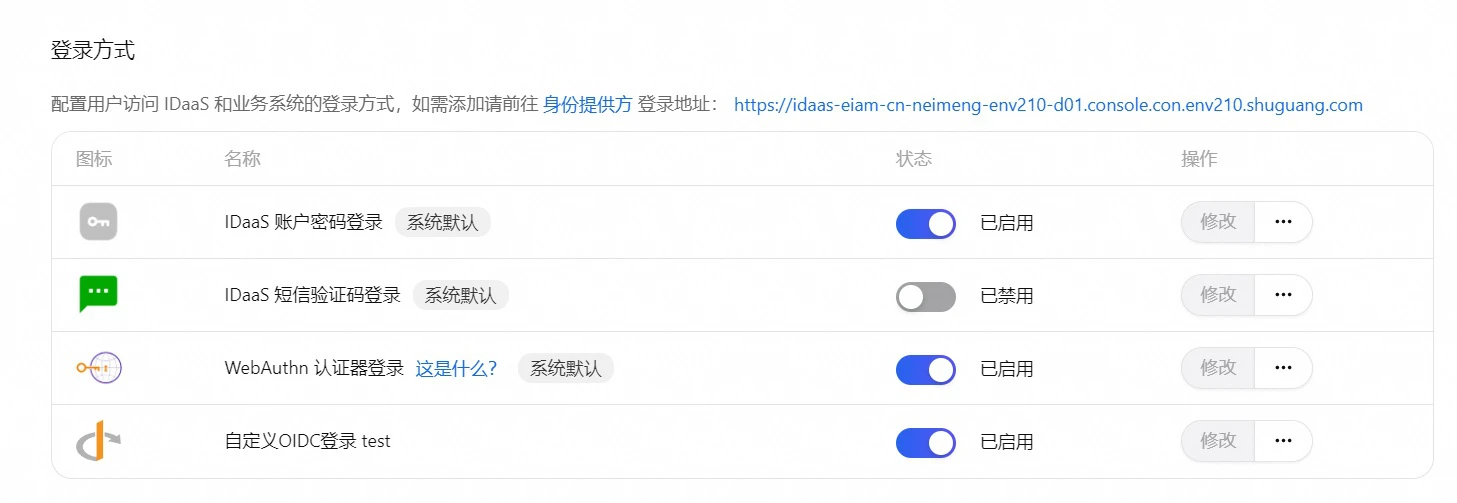 登录方式
配置用户访问 IDaaS 和业务系统的登录方式，如需添加请前往 身份提供方 登录地址： https://idaas-eiam-cn-neimeng-env210-d01.console.con.env210.shuguang.com
图标 名称 状态 操作
IDaaS 账户密码登录 系统默认 已启用 修改 ···
IDaaS 短信验证码登录 系统默认 已禁用 修改 ···
WebAuthn 认证器登录 这是什么? 系统默认 已启用 修改 ···
自定义OIDC登录 test 已启用 修改 ···